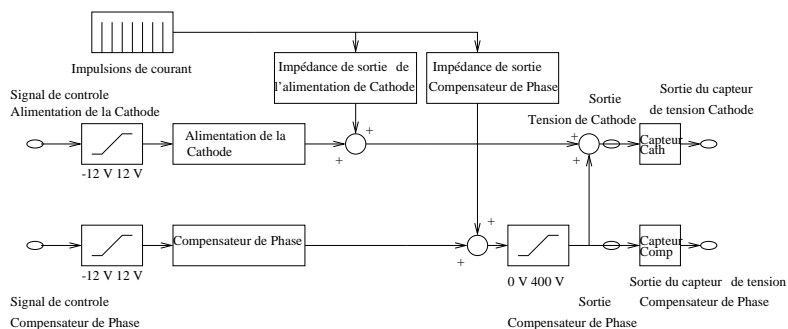 Impulsions de courant
Impédance de sortie de
l'alimentation de Cathode
Impédance de sortie
Compensateur de Phase
Signal de controle
Alimentation de la Cathode
Sortie
Tension de Cathode
Sortie du capteur
de tension Cathode
-12 V 12 V
Alimentation de la
Cathode
+
+
+
+
Capteur
Cath
-12 V 12 V
Compensateur de Phase
+
+
0 V 400 V
Capteur
Comp
Signal de controle
Compensateur de Phase
Sortie
Compensateur de Phase
Sortie du capteur de tension
Compensateur de Phase